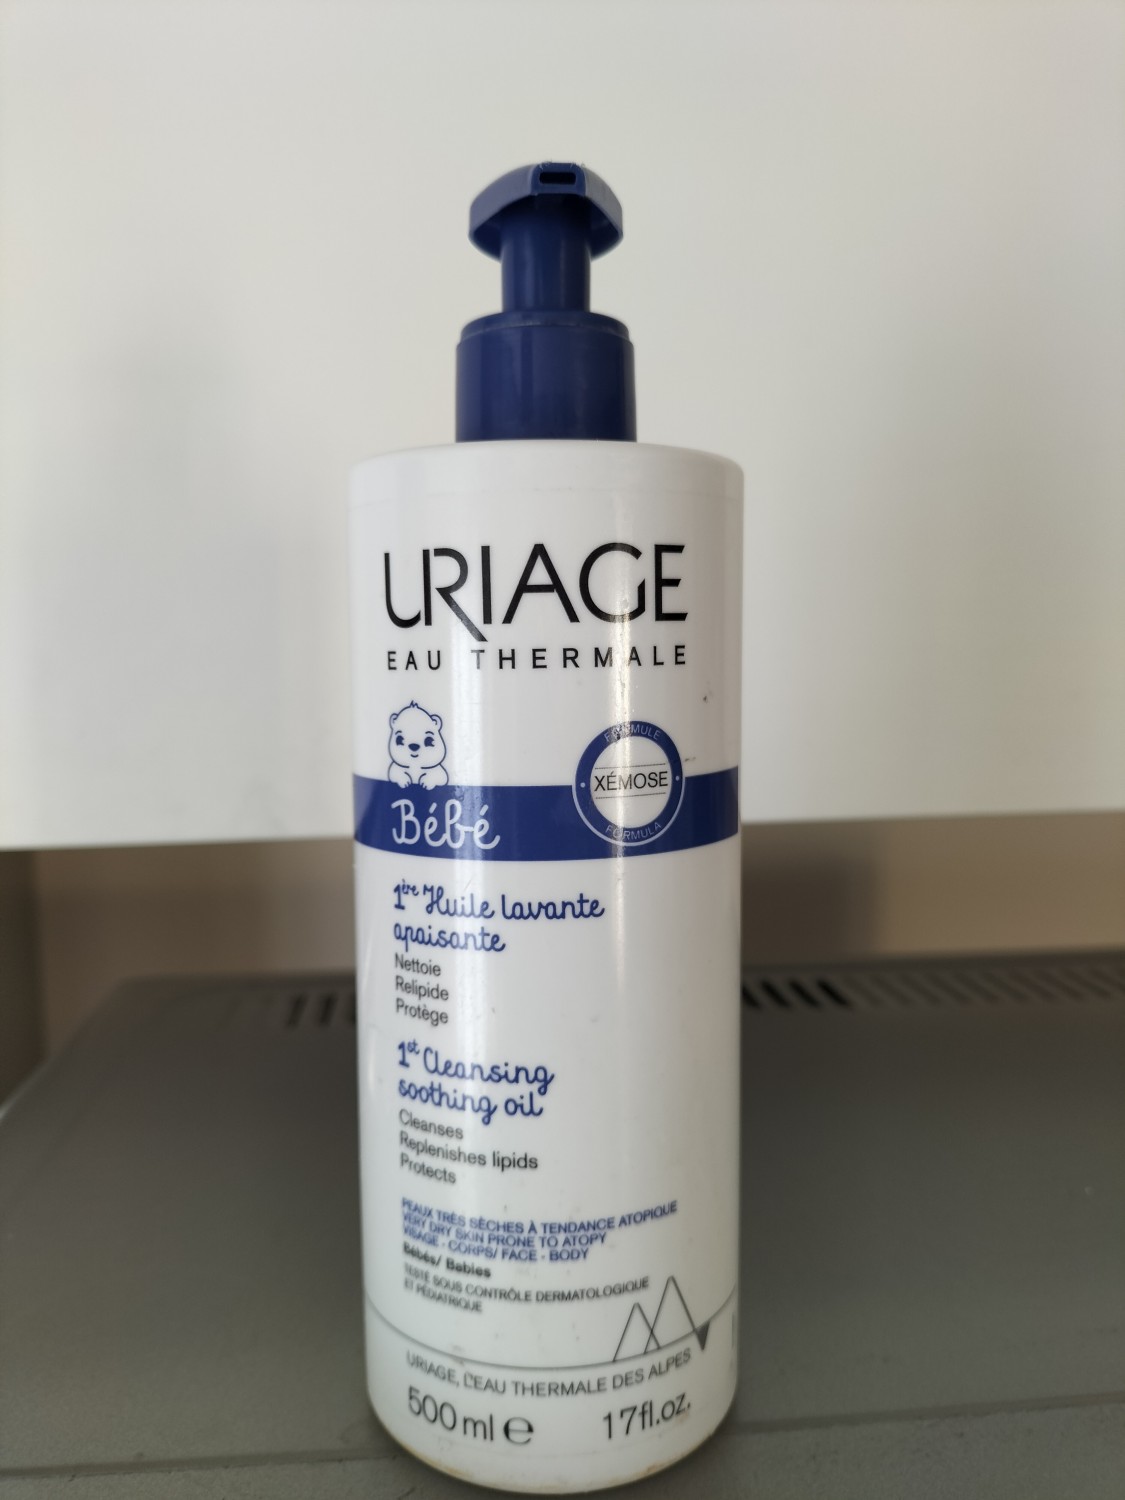 URIAGE
EAU THERMALE
FORMULE
XÉMOSE
FORMULA
Bébé
1ère Huile lavante
apaisante
Nettoie
Relipide
Protège
1st Cleansing
soothing oil
Cleanses
Replenishes lipids
Protects
PEAUX TRÈS SÈCHES À TENDANCE ATOPIQUE
VERY DRY SKIN PRONE TO ATOPY
VISAGE - CORPS/ FACE - BODY
Bébés/ Babies
TESTÉ SOUS CONTRÔLE DERMATOLOGIQUE
ET PÉDIATRIQUE
URIAGE, L'EAU THERMALE DES ALPES
500 ml e 17fl.oz.